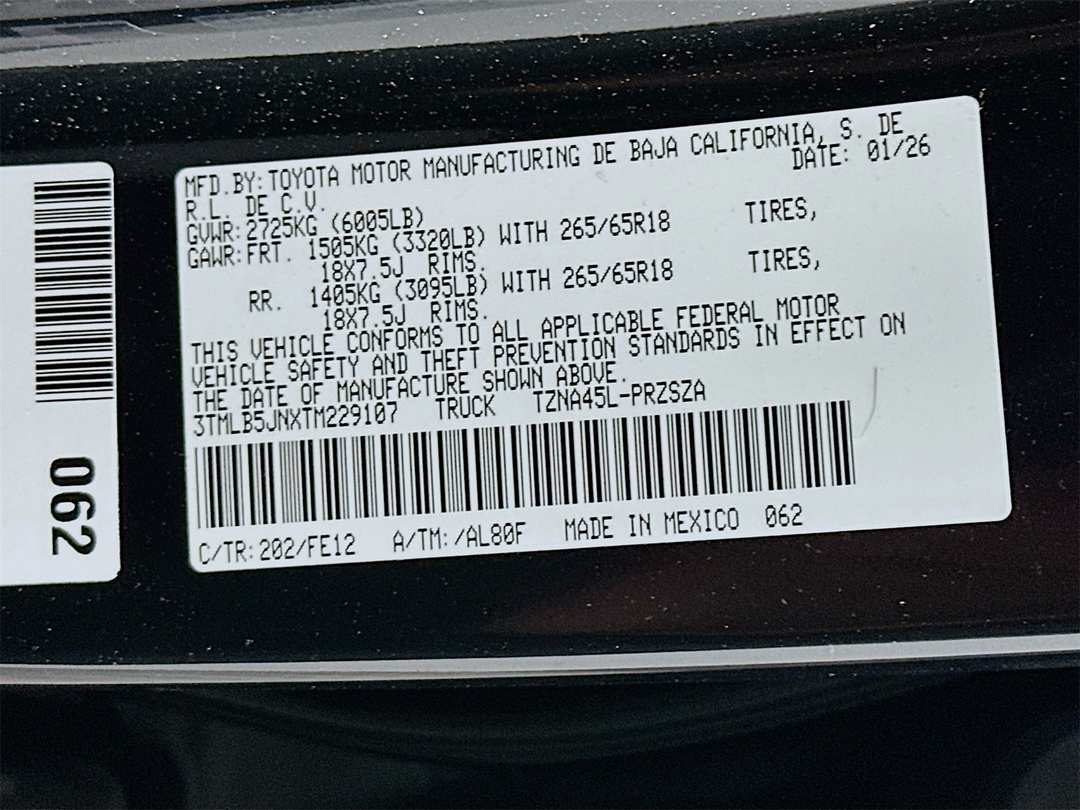 MFD.BY:TOYOTA MOTOR MANUFACTURING DE BAJA CALIFORNIA, S. DE
R.L. DE C.V. DATE: 01/26
GVWR:2725KG (6005LB)
GAWR:FRT. 1505KG (3320LB) WITH 265/65R18 TIRES,
18X7.5J RIMS.
RR. 1405KG (3095LB) WITH 265/65R18 TIRES,
18X7.5J RIMS.
THIS VEHICLE CONFORMS TO ALL APPLICABLE FEDERAL MOTOR
VEHICLE SAFETY AND THEFT PREVENTION STANDARDS IN EFFECT ON
THE DATE OF MANUFACTURE SHOWN ABOVE.
3TMLB5JNXTM229107 TRUCK TZNA45L-PRZSZA
C/TR:202/FE12 A/TM:/AL80F MADE IN MEXICO 062
062